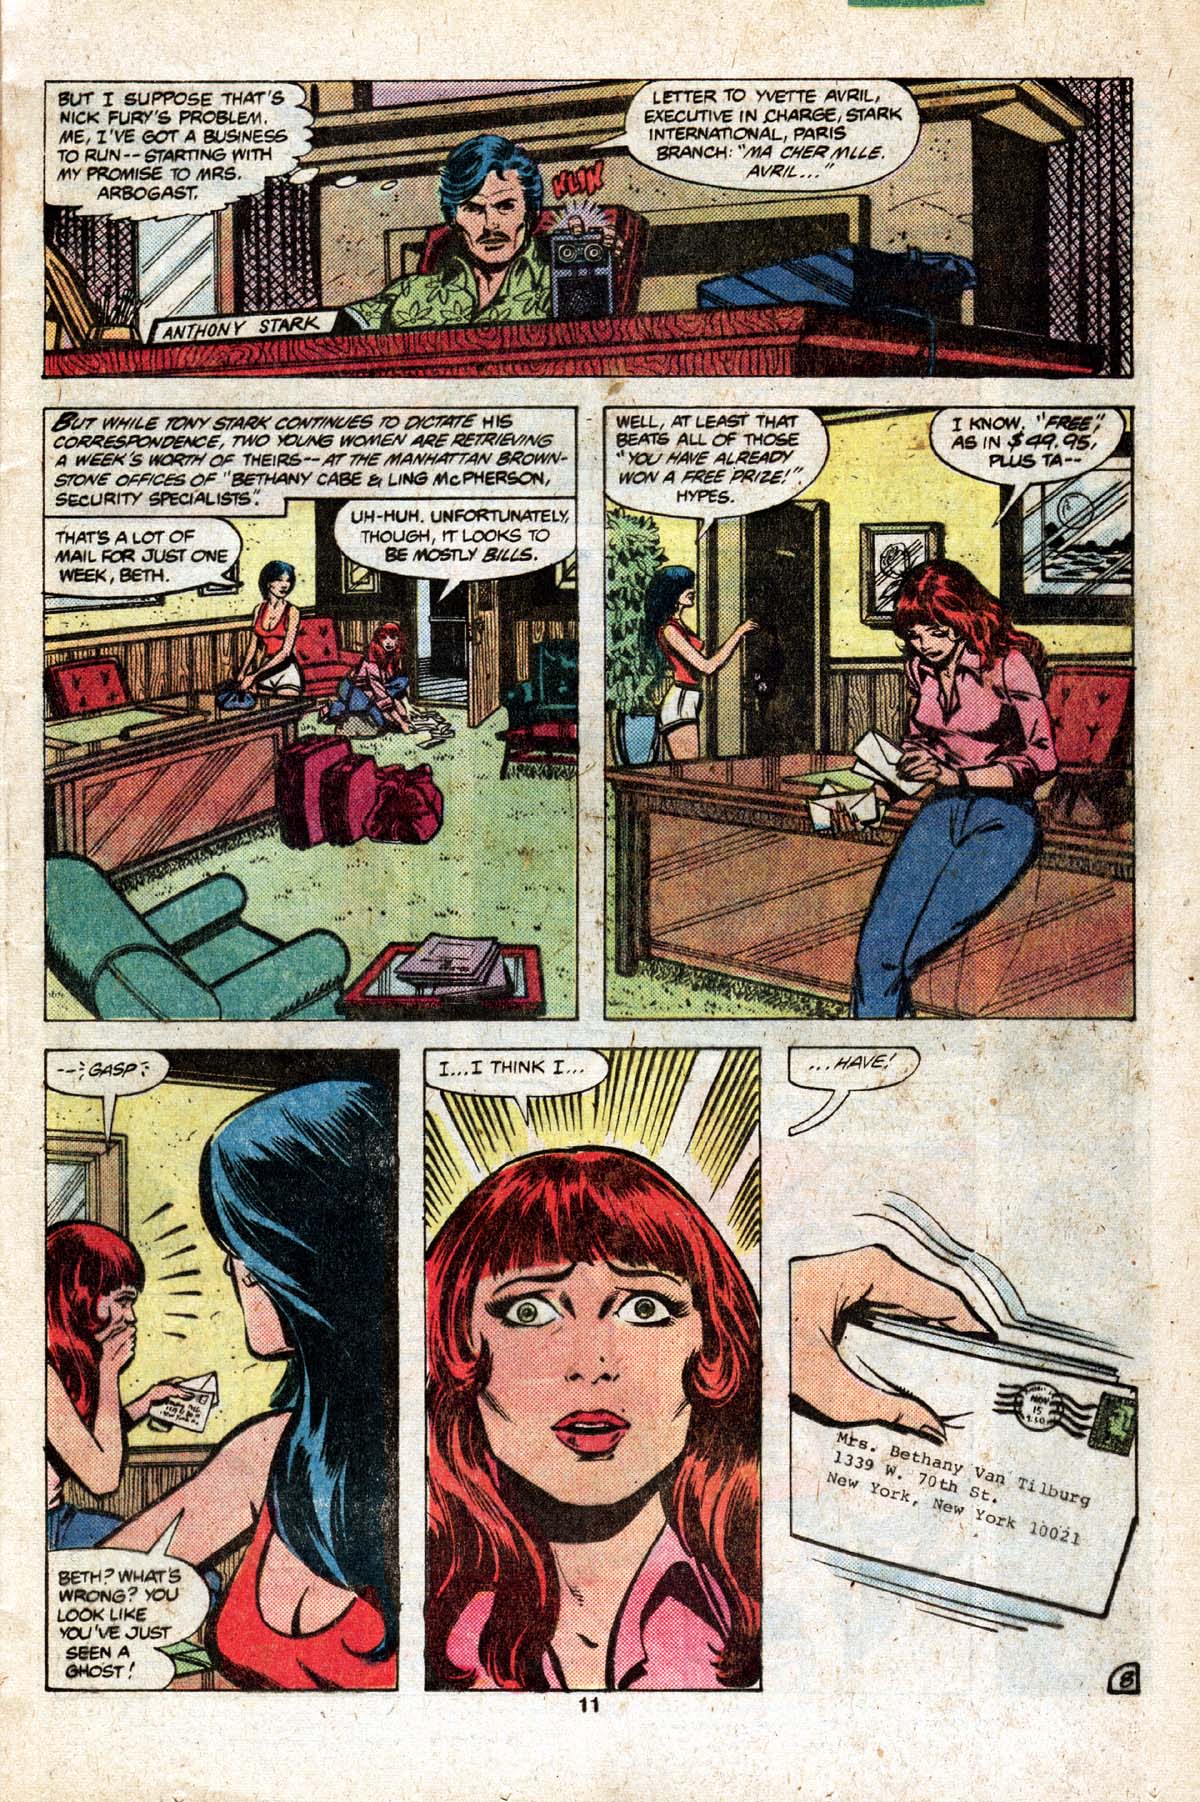 BUT I SUPPOSE THAT'S
NICK FURY'S PROBLEM.
ME, I'VE GOT A BUSINESS
TO RUN-- STARTING WITH
MY PROMISE TO MRS.
ARBOGAST.
LETTER TO YVETTE AVRIL,
EXECUTIVE IN CHARGE, STARK
INTERNATIONAL, PARIS
BRANCH: "MA CHER MLLE.
AVRIL..."
KLIK
ANTHONY STARK
BUT WHILE TONY STARK CONTINUES TO DICTATE HIS
CORRESPONDENCE, TWO YOUNG WOMEN ARE RETRIEVING
A WEEK'S WORTH OF THEIRS-- AT THE MANHATTAN BROWN-
STONE OFFICES OF "BETHANY CABE & LING McPHERSON,
SECURITY SPECIALISTS".
THAT'S A LOT OF
MAIL FOR JUST ONE
WEEK, BETH.
UH-HUH. UNFORTUNATELY,
THOUGH, IT LOOKS TO
BE MOSTLY BILLS.
WELL, AT LEAST THAT
BEATS ALL OF THOSE
"YOU HAVE ALREADY
WON A FREE PRIZE!"
HYPES.
I KNOW. "FREE",
AS IN $49.95,
PLUS TA--
--GASP
BETH? WHAT'S
WRONG? YOU
LOOK LIKE
YOU'VE JUST
SEEN A
GHOST!
I...I THINK I...
...HAVE!
NOV
15
Mrs. Bethany Van Tilburg
1339 W. 70th St.
New York, New York 10021
8
11